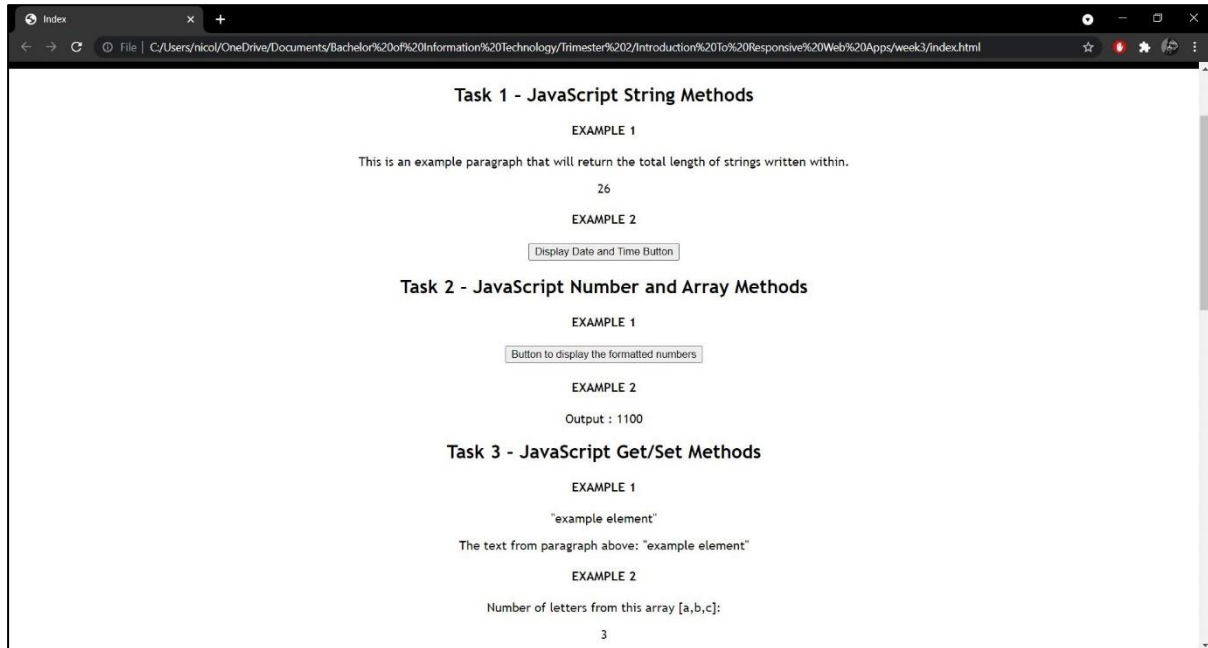 Index
File | C:/Users/nicol/OneDrive/Documents/Bachelor%20of%20Information%20Technology/Trimester%202/Introduction%20To%20Responsive%20Web%20Apps/week3/index.html
Task 1 - JavaScript String Methods
EXAMPLE 1
This is an example paragraph that will return the total length of strings written within.
26
EXAMPLE 2
Display Date and Time Button
Task 2 - JavaScript Number and Array Methods
EXAMPLE 1
Button to display the formatted numbers
EXAMPLE 2
Output : 1100
Task 3 - JavaScript Get/Set Methods
EXAMPLE 1
"example element"
The text from paragraph above: "example element"
EXAMPLE 2
Number of letters from this array [a,b,c]:
3